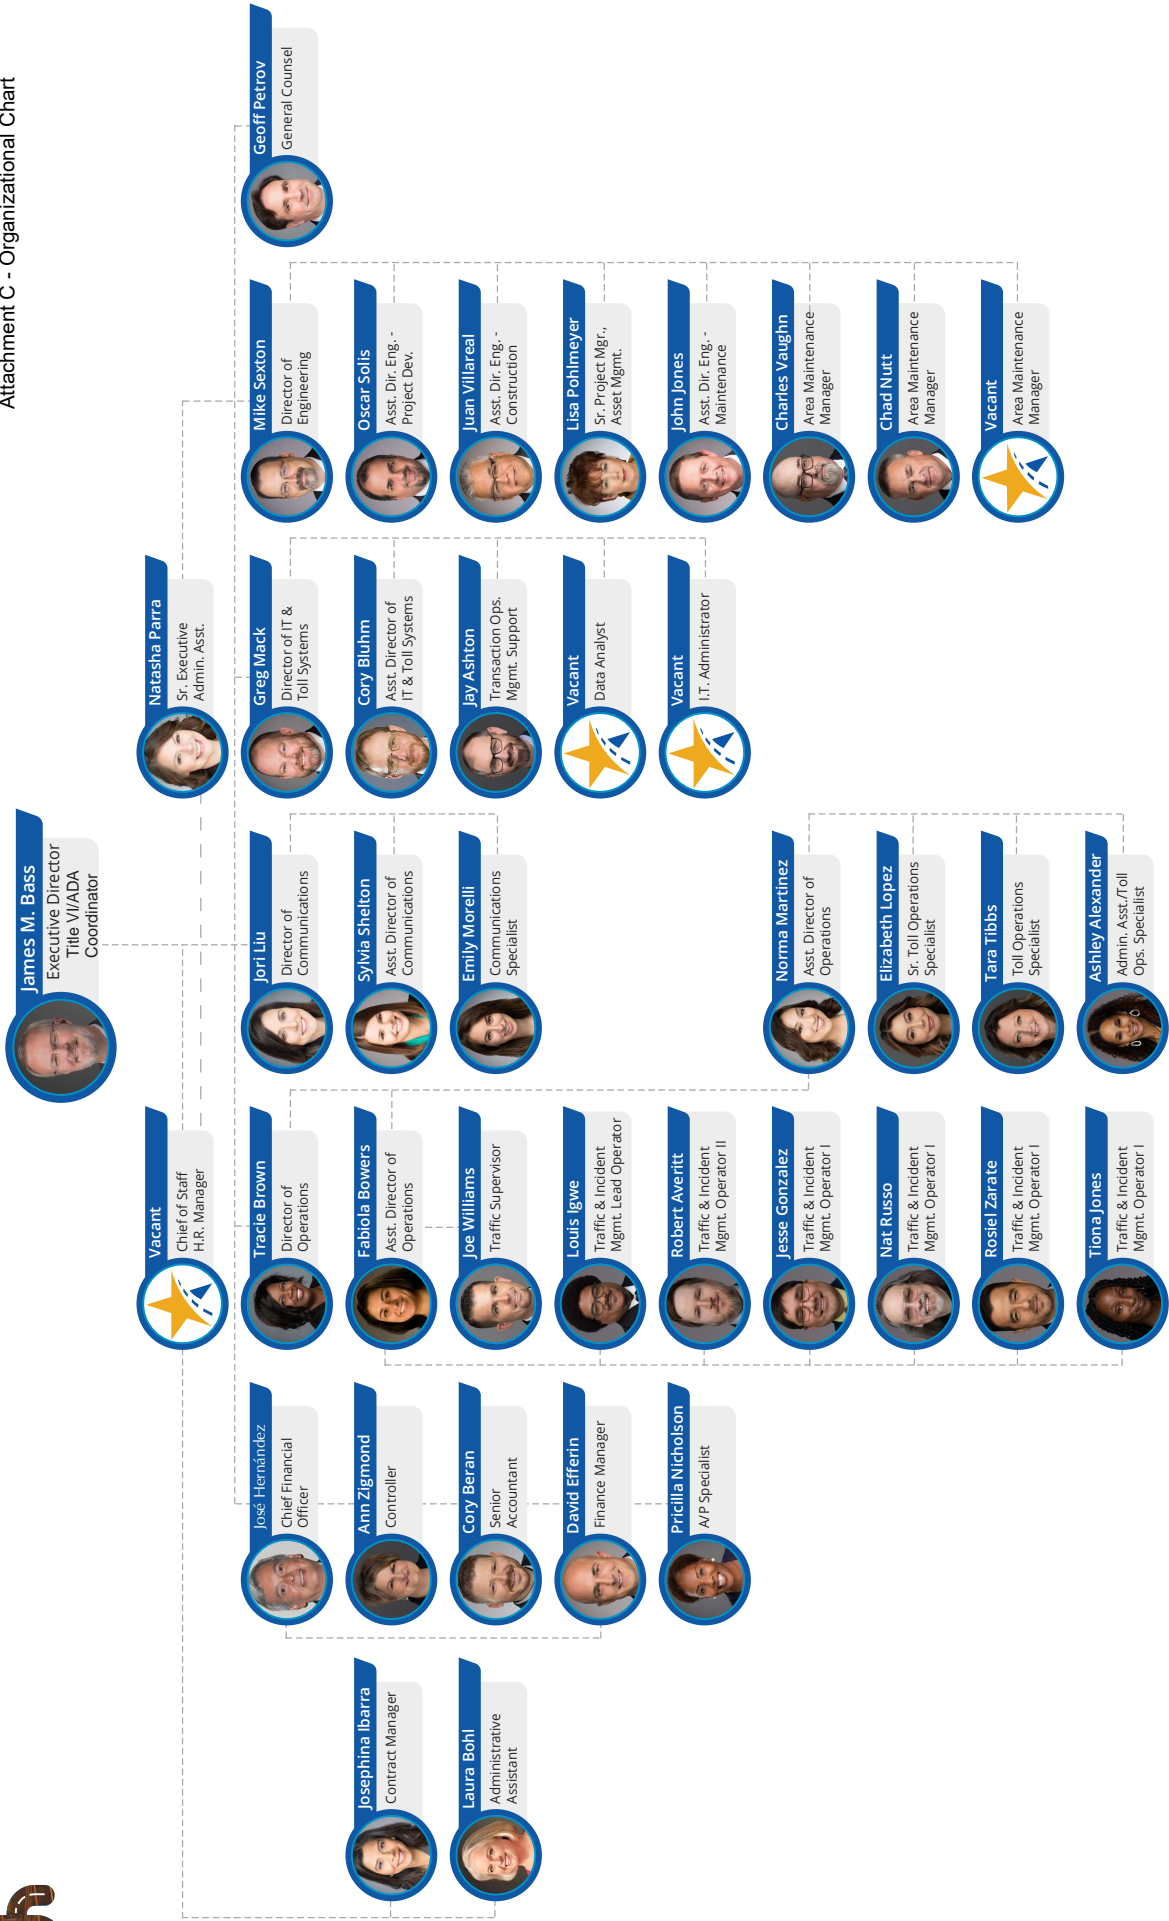 Attachment C - Organizational Chart
James M. Bass
Executive Director
Title VI/ADA
Coordinator
Vacant
Chief of Staff
H.R. Manager
Natasha Parra
Sr. Executive
Admin. Asst.
Josephina Ibarra
Contract Manager
Laura Bohl
Administrative
Assistant
José Hernández
Chief Financial
Officer
Ann Zigmond
Controller
Cory Beran
Senior
Accountant
David Efferin
Finance Manager
Pricilla Nicholson
A/P Specialist
Tracie Brown
Director of
Operations
Fabiola Bowers
Asst. Director of
Operations
Joe Williams
Traffic Supervisor
Louis Igwe
Traffic & Incident
Mgmt. Lead Operator
Robert Averitt
Traffic & Incident
Mgmt. Operator II
Jesse Gonzalez
Traffic & Incident
Mgmt. Operator I
Nat Russo
Traffic & Incident
Mgmt. Operator I
Rosiel Zarate
Traffic & Incident
Mgmt. Operator I
Tiona Jones
Traffic & Incident
Mgmt. Operator I
Jori Liu
Director of
Communications
Sylvia Shelton
Asst. Director of
Communications
Emily Morelli
Communications
Specialist
Norma Martinez
Asst. Director of
Operations
Elizabeth Lopez
Sr. Toll Operations
Specialist
Tara Tibbs
Toll Operations
Specialist
Ashley Alexander
Admin. Asst./Toll
Ops. Specialist
Greg Mack
Director of IT &
Toll Systems
Cory Bluhm
Asst. Director of
IT & Toll Systems
Jay Ashton
Transaction Ops.
Mgmt. Support
Vacant
Data Analyst
Vacant
I.T. Administrator
Mike Sexton
Director of
Engineering
Oscar Solis
Asst. Dir. Eng. -
Project Dev.
Juan Villareal
Asst. Dir. Eng. -
Construction
Lisa Pohlmeyer
Sr. Project Mgr.,
Asset Mgmt.
John Jones
Asst. Dir. Eng. -
Maintenance
Charles Vaughn
Area Maintenance
Manager
Chad Nutt
Area Maintenance
Manager
Vacant
Area Maintenance
Manager
Geoff Petrov
General Counsel